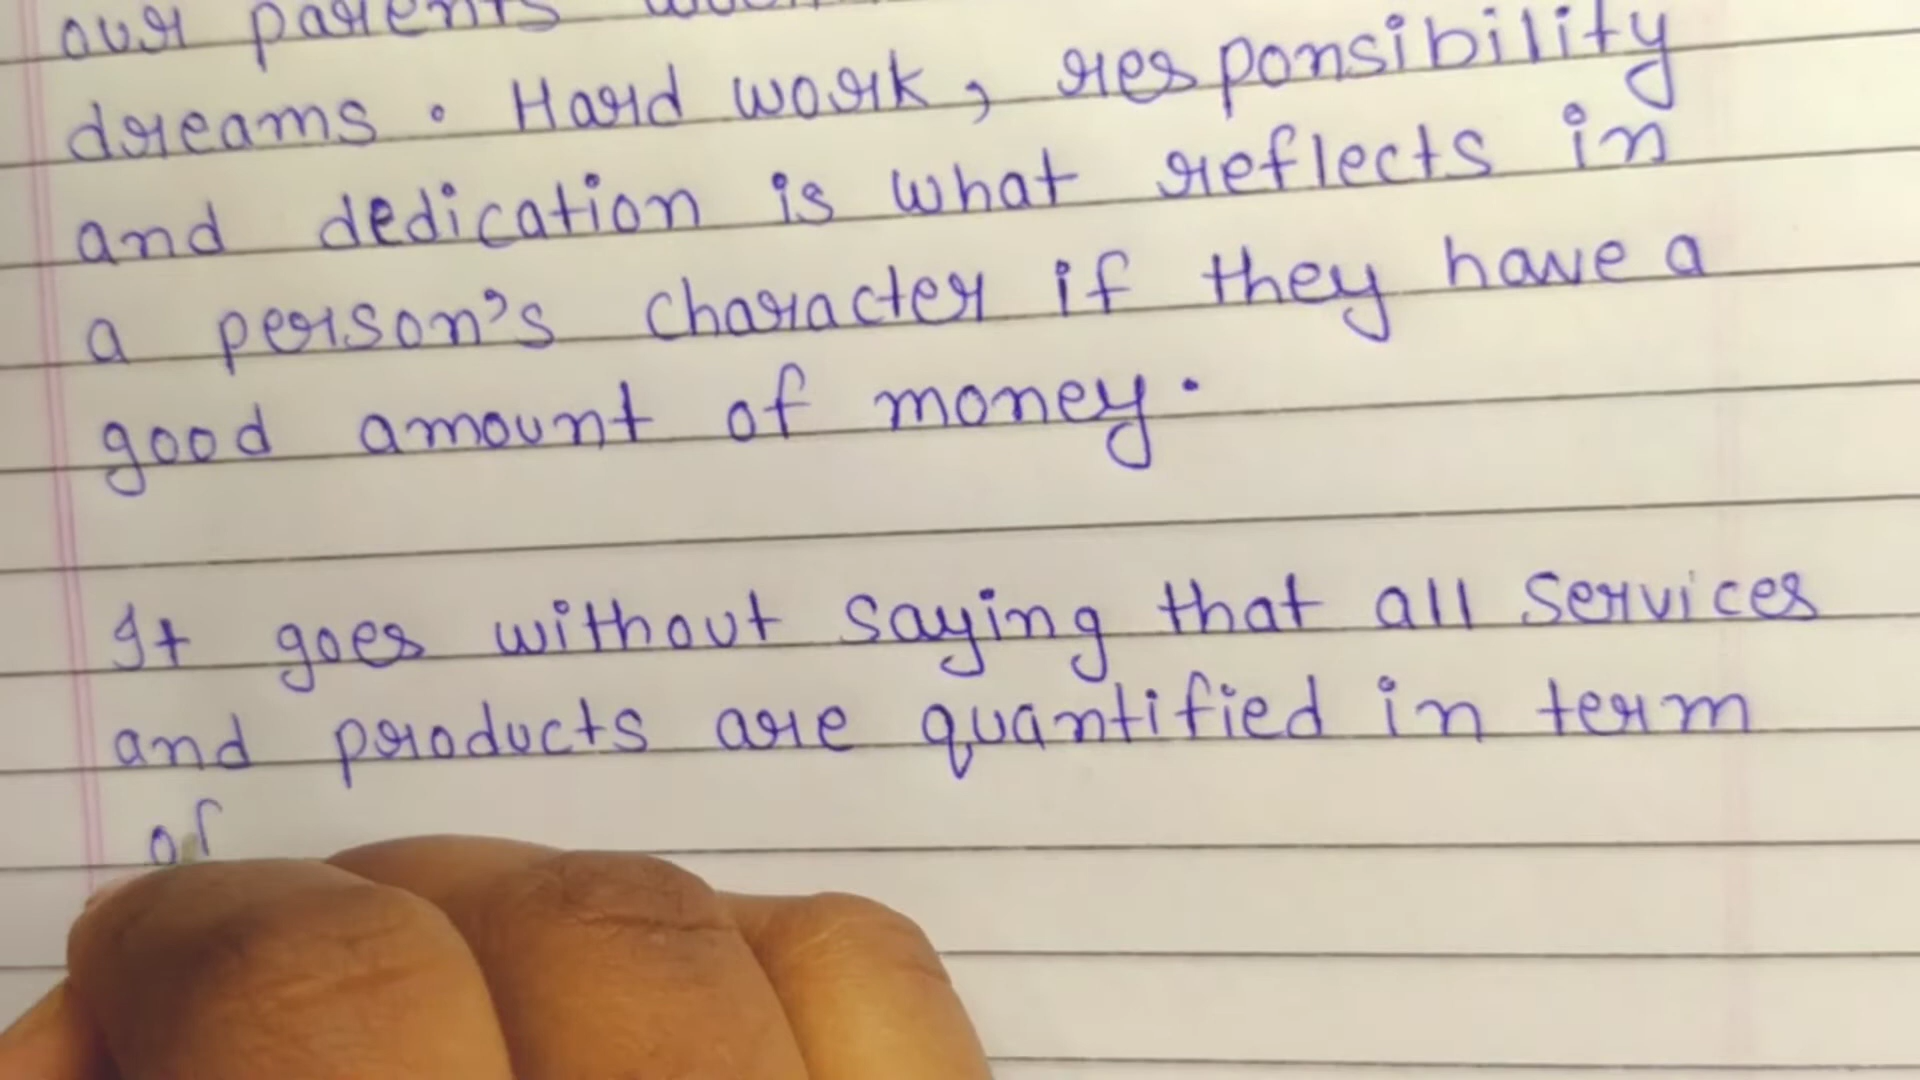 our parents
dreams. Hard work, responsibility
and dedication is what reflects in
a person's character if they have a
good amount of money.
It goes without saying that all services
and products are quantified in term
of